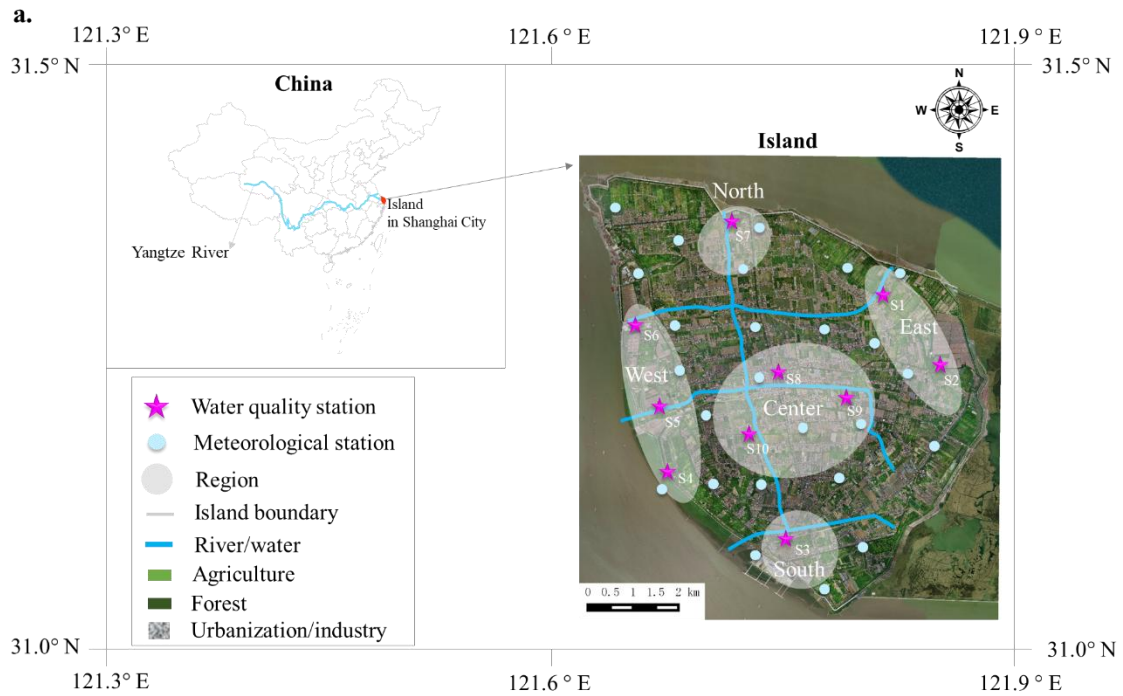 a.
121.3° E
121.6 ° E
121.9 ° E
31.5° N
31.5° N
China
N
W
E
S
Island
Island
in Shanghai City
Yangtze River
North
S7
S1
East
S6
West
S2
S8
Center
S9
S5
S10
S4
S3
South
Water quality station
Meteorological station
Region
Island boundary
River/water
Agriculture
Forest
Urbanization/industry
0 0.5 1 1.5 2 km
31.0° N
31.0° N
121.3° E
121.6° E
121.9° E